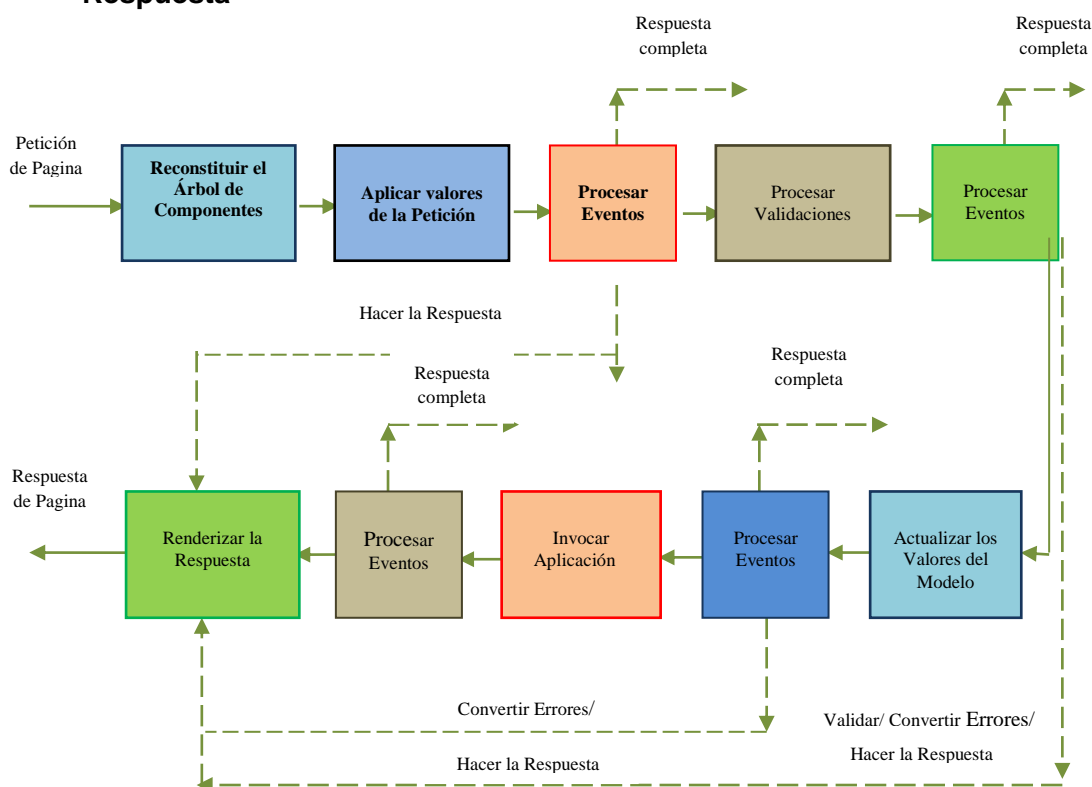 Respuesta
Respuesta
completa
Respuesta
completa
Petición
de Pagina
Reconstituir el
Árbol de
Componentes
Aplicar valores
de la Petición
Procesar
Eventos
Procesar
Validaciones
Procesar
Eventos
Hacer la Respuesta
Respuesta
completa
Respuesta
completa
Respuesta
de Pagina
Renderizar la
Respuesta
Procesar
Eventos
Invocar
Aplicación
Procesar
Eventos
Actualizar los
Valores del
Modelo
Convertir Errores/
Hacer la Respuesta
Validar/ Convertir Errores/
Hacer la Respuesta